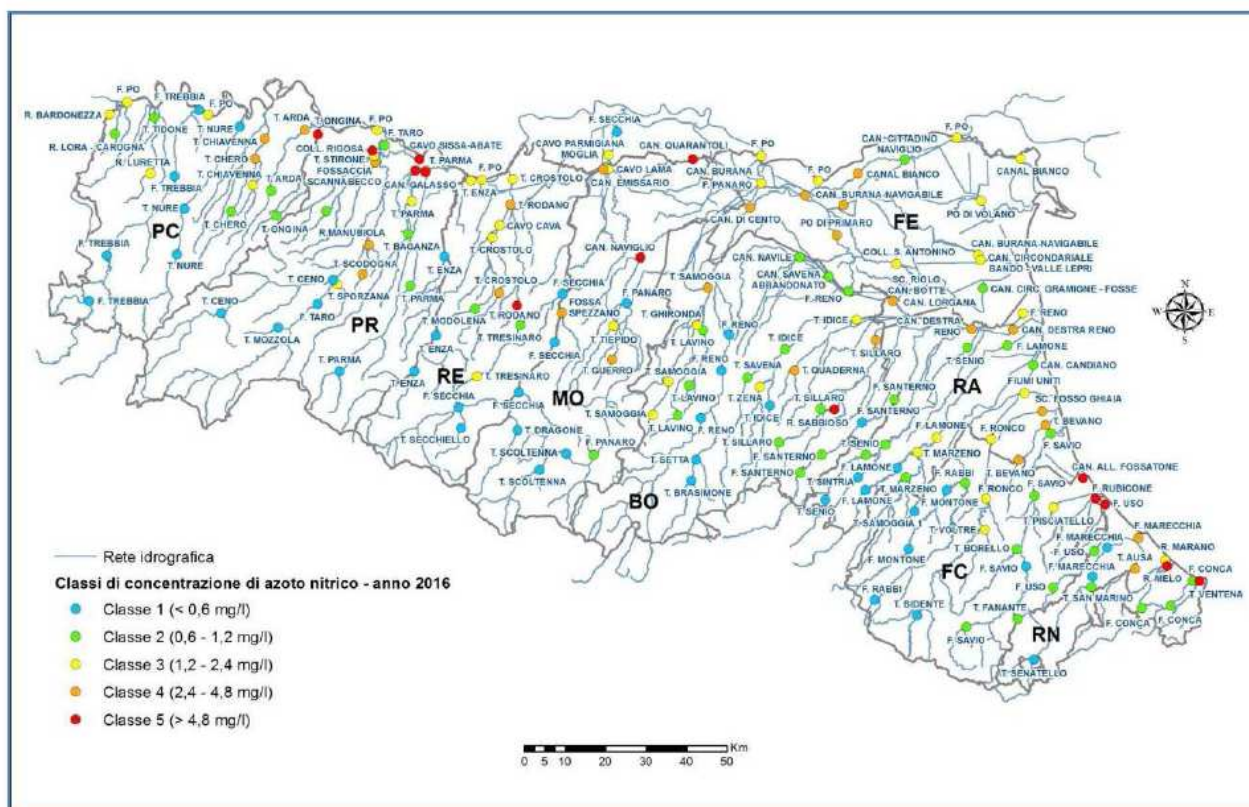 F. PO
F. TREBBIA
F. PO
R. BARDONEZZA
T. TIDONE
T. NURE
T. ARDA
T. ONGINA
F. PO
F. TARO
F. SECCHIA
CAN. CITTADINO
NAVIGLIO
F. PO
R. LORA - CAROGNA
T. CHIAVENNA
COLL. RIGOSA
CAVO SISSA-ABATE
CAVO PARMIGIANA
MOGLIA
CAN. QUARANTOLI
F. PO
R. LURETTA
T. CHERO
T. STIRONE
T. PARMA
CAN. BURANA
CANAL BIANCO
CANAL BIANCO
T. CHIAVENNA
FOSSACCIA
SCANNABECCO
CAN. GALASSO
F. PO
T. CROSTOLO
CAVO LAMA
CAN. EMISSARIO
F. PANARO
F. PO
F. TREBBIA
T. ARDA
T. ENZA
CAN. BURANA-NAVIGABILE
T. NURE
T. CHERO
T. ONGINA
T. PARMA
T. RODANO
CAN. DI CENTO
PO DI PRIMARO
PO DI VOLANO
PC
R.MANUBIOLA
T. BAGANZA
CAVO CAVA
T. CROSTOLO
CAN. NAVIGLIO
FE
F. TREBBIA
T. NURE
T. SCODOGNA
T. ENZA
CAN. NAVILE
COLL. S. ANTONINO
CAN. BURANA-NAVIGABILE
CAN. CIRCONDARIALE
BANDO - VALLE LEPRI
F. TREBBIA
T. CENO
T. SPORZANA
T. CROSTOLO
F. SECCHIA
T. SAMOGGIA
CAN. SAVENA
ABBANDONATO
SC. RIOLO
CAN. BOTTE
CAN. CIRC. GRAMIGNE - FOSSE
T. CENO
F. TARO
T. PARMA
T. RODANO
FOSSA
SPEZZANO
F. PANARO
F. RENO
CAN. LORGANA
N
W
E
S
PR
T. MODOLENA
T. GHIRONDA
F. RENO
T. IDICE
CAN. DESTRA
RENO
F. RENO
CAN. DESTRA RENO
T. MOZZOLA
T. TRESINARO
T. TIEPIDO
T. LAVINO
T. IDICE
T. SILLARO
T. SENIO
F. LAMONE
T. ENZA
F. SECCHIA
T. GUERRO
F. RENO
CAN. CANDIANO
T. PARMA
T. ENZA
RE
T. TRESINARO
T. SAMOGGIA
T. SAVENA
T. QUADERNA
F. SANTERNO
RA
FIUMI UNITI
F. SECCHIA
F. SECCHIA
MO
T. LAVINO
T. ZENA
T. SILLARO
SC. FOSSO GHIAIA
T. SAMOGGIA
T. IDICE
F. SANTERNO
T. BEVANO
T. SECCHIELLO
T. DRAGONE
T. LAVINO
F. RENO
R. SABBIOSO
F. LAMONE
F. RONCO
F. SAVIO
T. SCOLTENNA
F. PANARO
T. SILLARO
T. SENIO
T. MARZENO
T. SETTA
F. SANTERNO
F. LAMONE
F. RABBI
T. BEVANO
CAN. ALL. FOSSATONE
T. SCOLTENNA
F. SANTERNO
T. SINTRIA
T. MARZENO
F. RONCO
F. SAVIO
F. RUBICONE
BO
T. BRASIMONE
F. LAMONE
F. MONTONE
F. USO
T. SENIO
T. SAMOGGIA 1
T. VOLTRE
T. PISCIATELLO
F. MARECCHIA
F. MARECCHIA
F. MONTONE
T. BORELLO
F. USO
T. AUSA
R. MARANO
FC
F. SAVIO
F. MARECCHIA
R. MELO
F. CONCA
F. RABBI
F. USO
T. SAN MARINO
T. VENTENA
T. BIDENTE
T. FANANTE
F. CONCA
F. CONCA
F. SAVIO
RN
T. SENATELLO
Rete idrografica
Classi di concentrazione di azoto nitrico - anno 2016
Classe 1 (< 0,6 mg/l)
Classe 2 (0,6 - 1,2 mg/l)
Classe 3 (1,2 - 2,4 mg/l)
Classe 4 (2,4 - 4,8 mg/l)
Classe 5 (> 4,8 mg/l)
Km
0 5 10 20 30 40 50